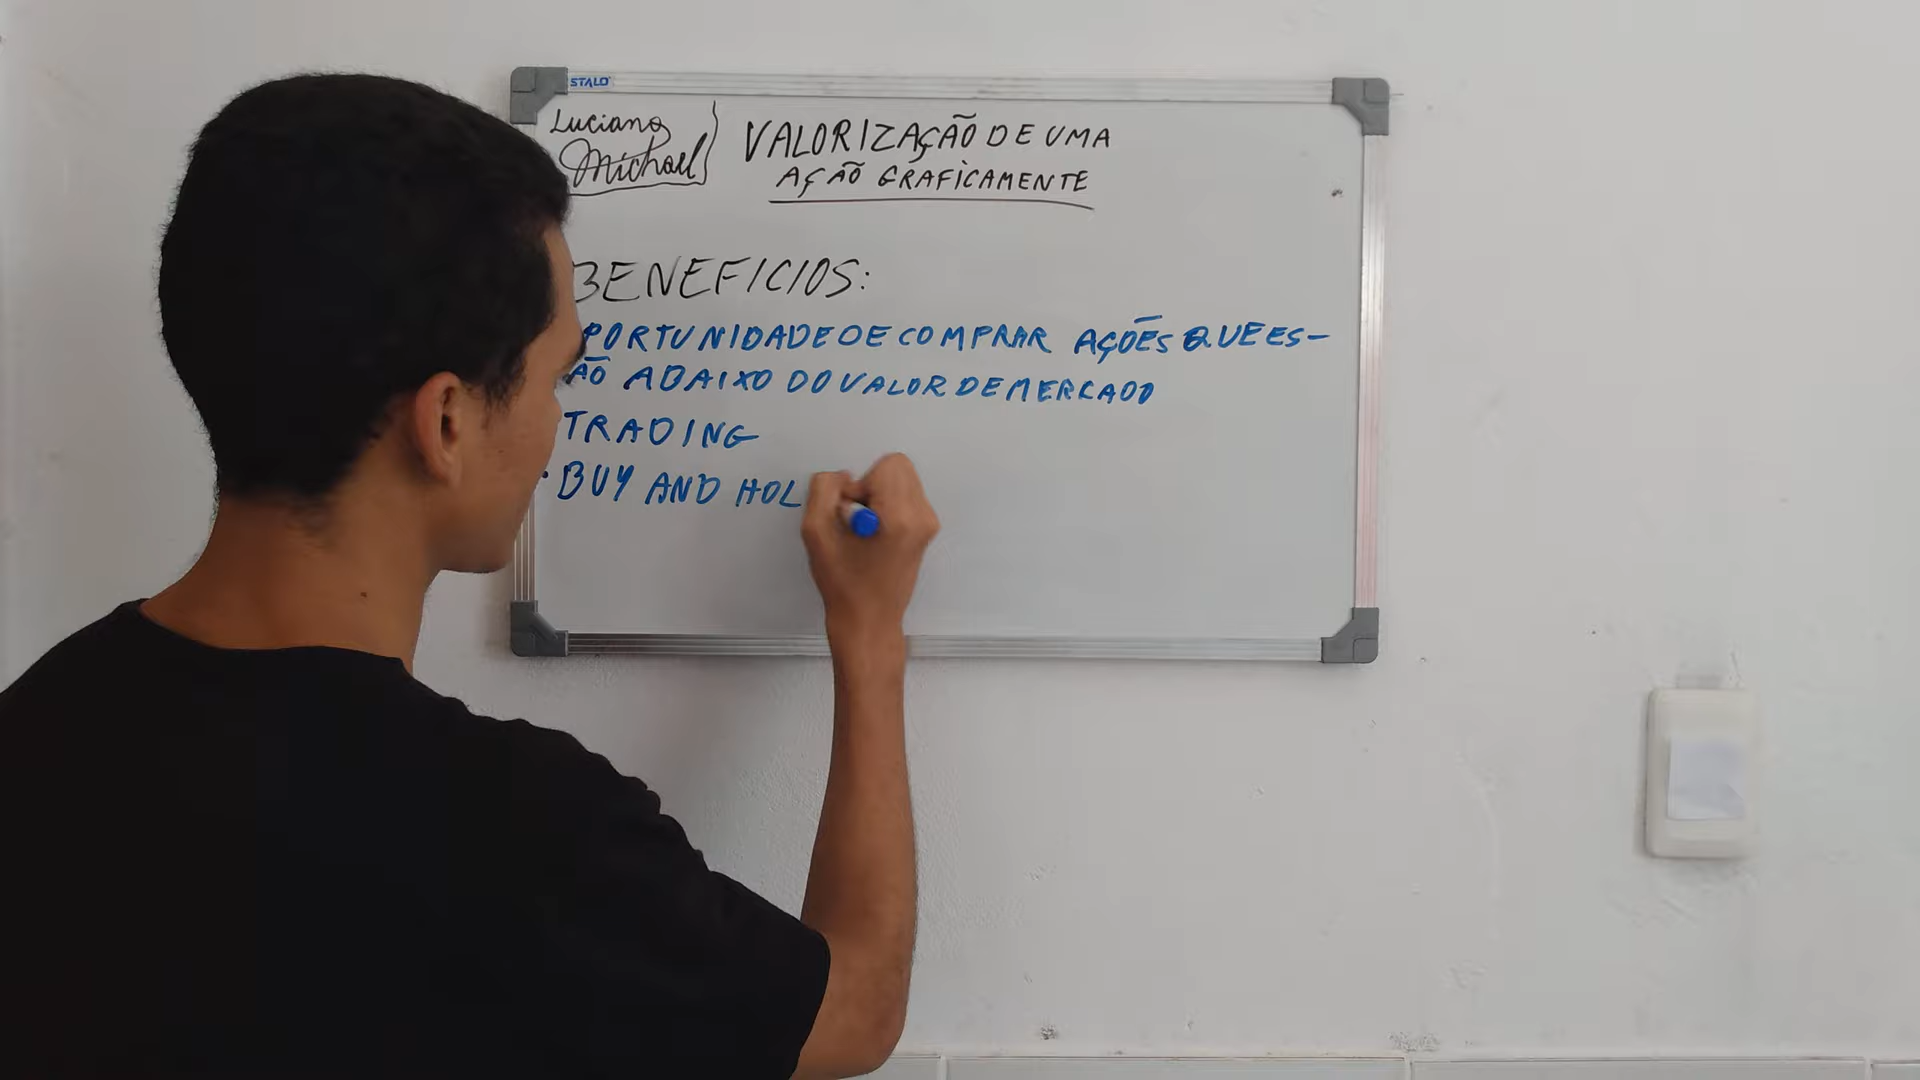 STALO
Luciano
Michael
VALORIZAÇÃO DE UMA
AÇÃO GRAFICAMENTE
BENEFICIOS:
PORTUNIDADE DE COMPRAR AÇÕES QUE ES-
ÃO ABAIXO DO VALOR DE MERCADO
TRADING
• BUY AND HOL